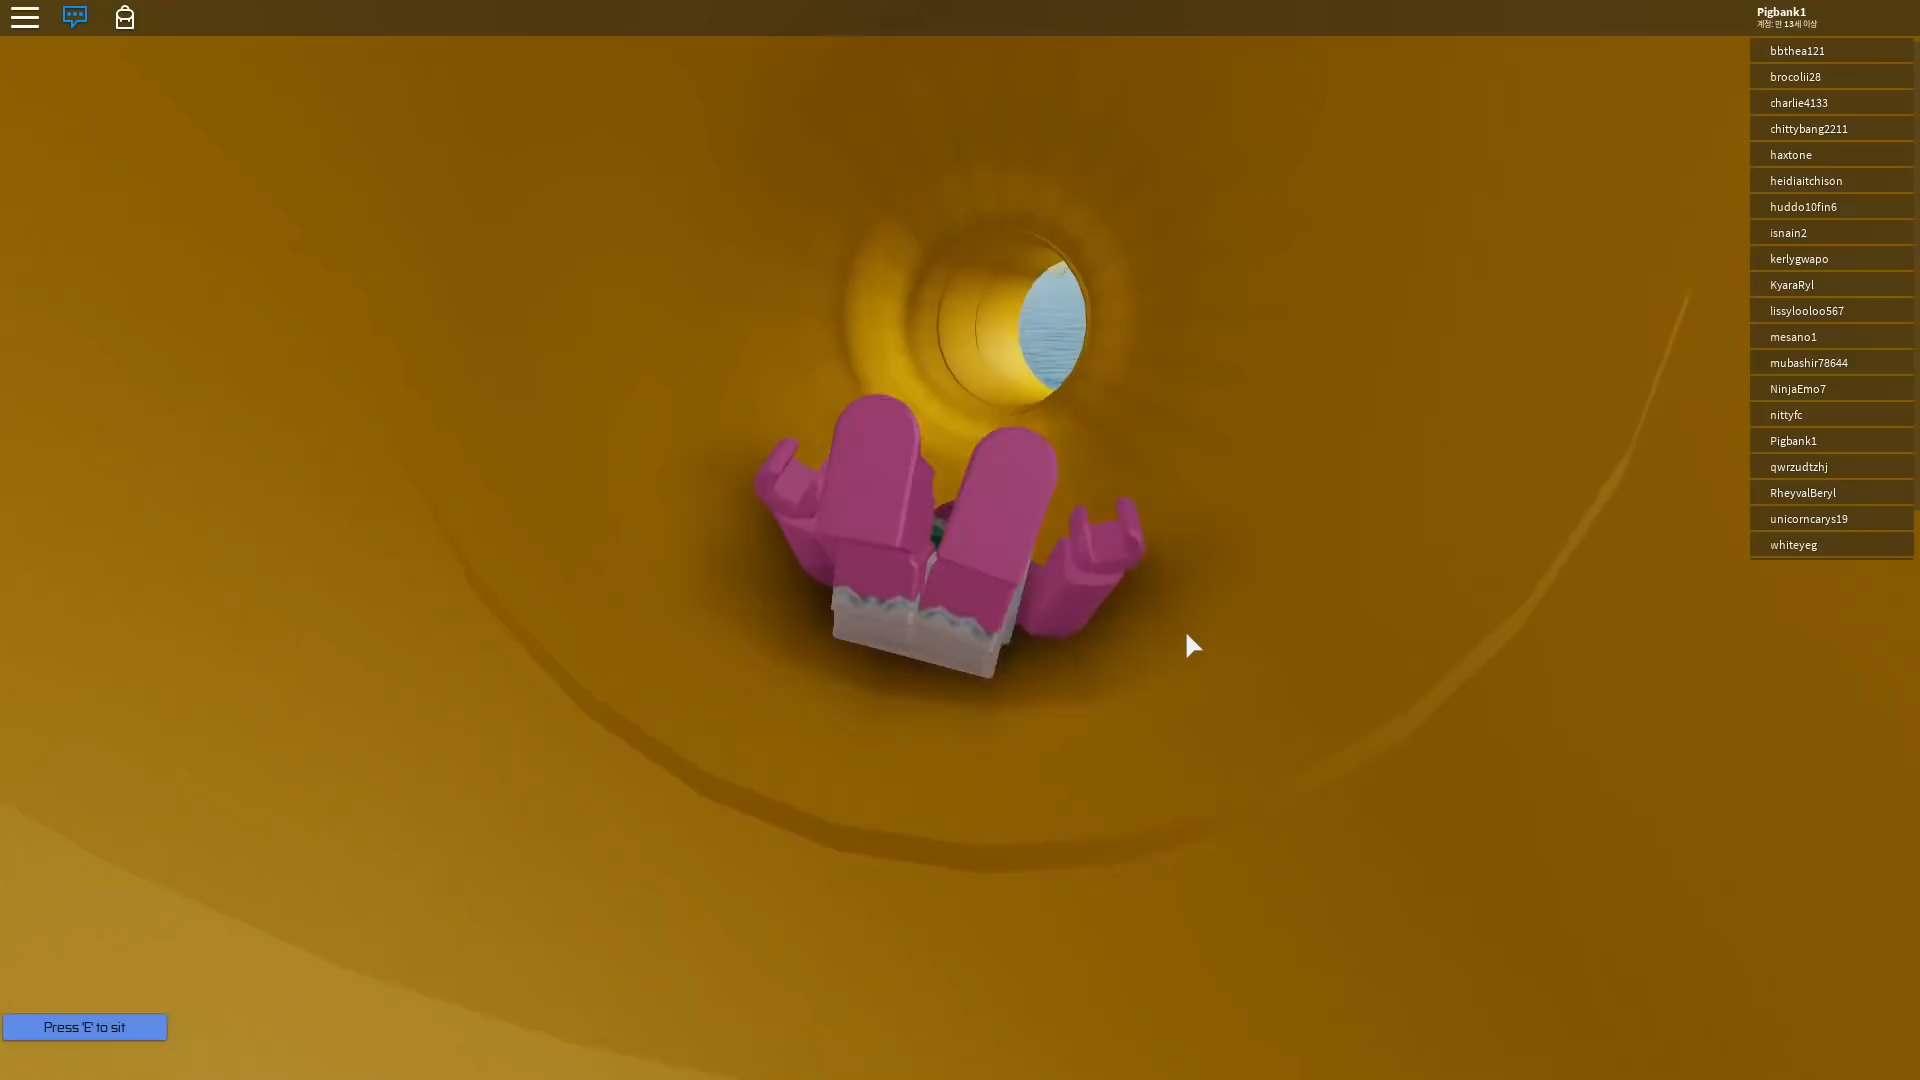 Pigbank1
계정: 만 13세 이상
bbthea121
brocolii28
charlie4133
chittybang2211
haxtone
heidiaitchison
huddo10fin6
isnain2
kerlygwapo
KyaraRyl
lissylooloo567
mesano1
mubashir78644
NinjaEmo7
nittyfc
Pigbank1
qwrzudtzhj
RheyvalBeryl
unicorncarys19
whiteyeg
Press 'E' to sit